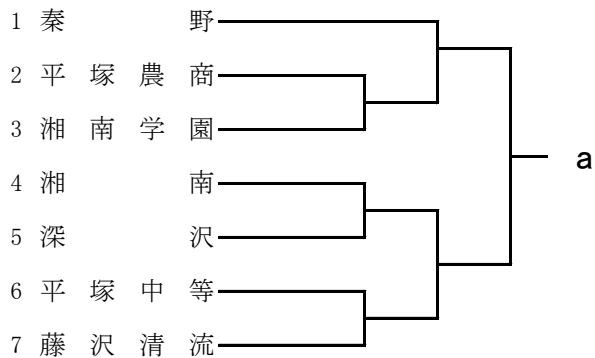 1 秦野
2 平塚農商
3 湘南学園
4 湘南
5 深沢
6 平塚中等
7 藤沢清流
a